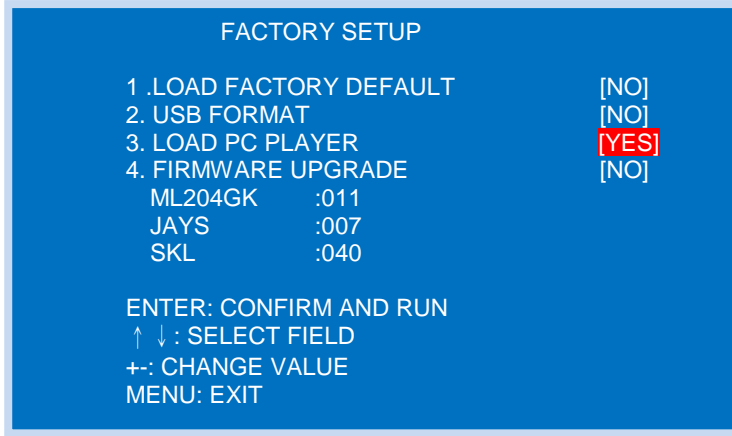 FACTORY SETUP
1 .LOAD FACTORY DEFAULT [NO]
2. USB FORMAT [NO]
3. LOAD PC PLAYER [YES]
4. FIRMWARE UPGRADE [NO]
ML204GK :011
JAYS :007
SKL :040
ENTER: CONFIRM AND RUN
↑↓: SELECT FIELD
+-: CHANGE VALUE
MENU: EXIT